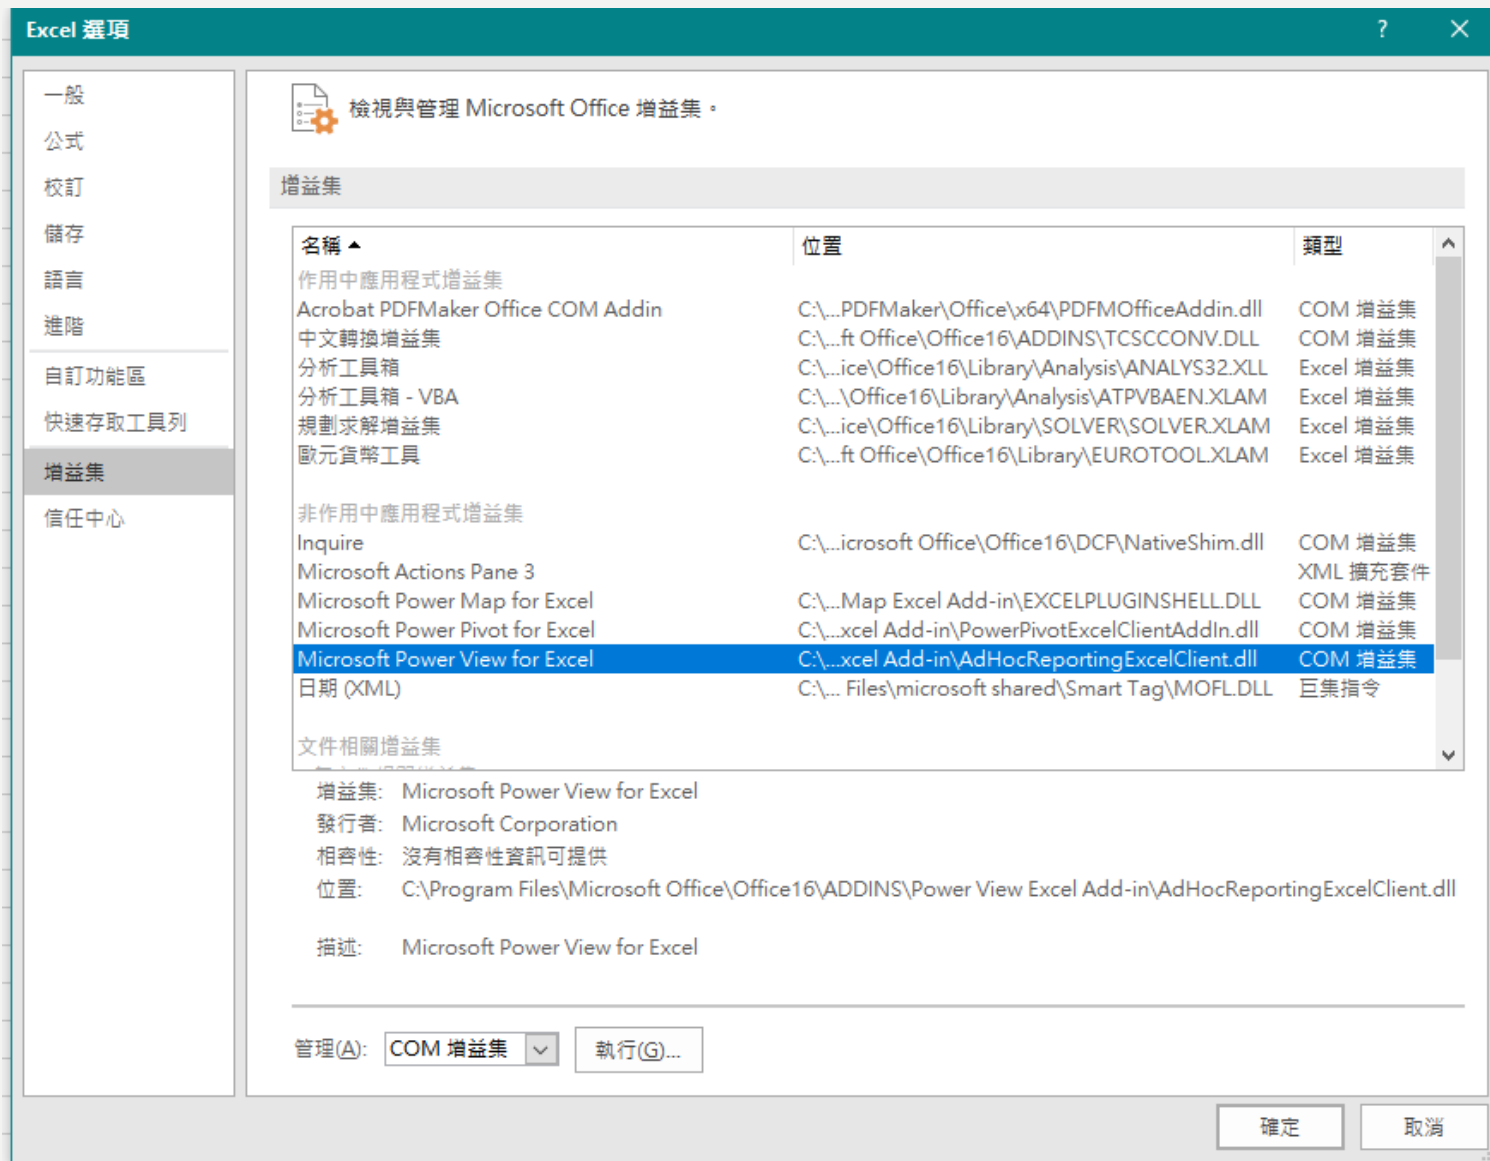 Excel 選項
?
一般
公式
校訂
儲存
語言
進階
自訂功能區
快速存取工具列
增益集
信任中心
檢視與管理 Microsoft Office 增益集。
增益集
名稱 位置 類型
作用中應用程式增益集
Acrobat PDFMaker Office COM Addin C:\...PDFMaker\Office\x64\PDFMOfficeAddin.dll COM 增益集
中文轉換增益集 C:\...ft Office\Office16\ADDINS\TCSCCONV.DLL COM 增益集
分析工具箱 C:\...ice\Office16\Library\Analysis\ANALYS32.XLL Excel 增益集
分析工具箱 - VBA C:\...\Office16\Library\Analysis\ATPVBAEN.XLAM Excel 增益集
規劃求解增益集 C:\...ice\Office16\Library\SOLVER\SOLVER.XLAM Excel 增益集
歐元貨幣工具 C:\...ft Office\Office16\Library\EUROTOOL.XLAM Excel 增益集
非作用中應用程式增益集
Inquire C:\...icrosoft Office\Office16\DCF\NativeShim.dll COM 增益集
Microsoft Actions Pane 3 XML 擴充套件
Microsoft Power Map for Excel C:\...Map Excel Add-in\EXCELPLUGINSHELL.DLL COM 增益集
Microsoft Power Pivot for Excel C:\...xcel Add-in\PowerPivotExcelClientAddIn.dll COM 增益集
Microsoft Power View for Excel C:\...xcel Add-in\AdHocReportingExcelClient.dll COM 增益集
日期 (XML) C:\... Files\microsoft shared\Smart Tag\MOFL.DLL 巨集指令
文件相關增益集
增益集: Microsoft Power View for Excel
發行者: Microsoft Corporation
相容性: 沒有相容性資訊可提供
位置: C:\Program Files\Microsoft Office\Office16\ADDINS\Power View Excel Add-in\AdHocReportingExcelClient.dll
描述: Microsoft Power View for Excel
管理(A): COM 增益集 執行(G)...
確定 取消